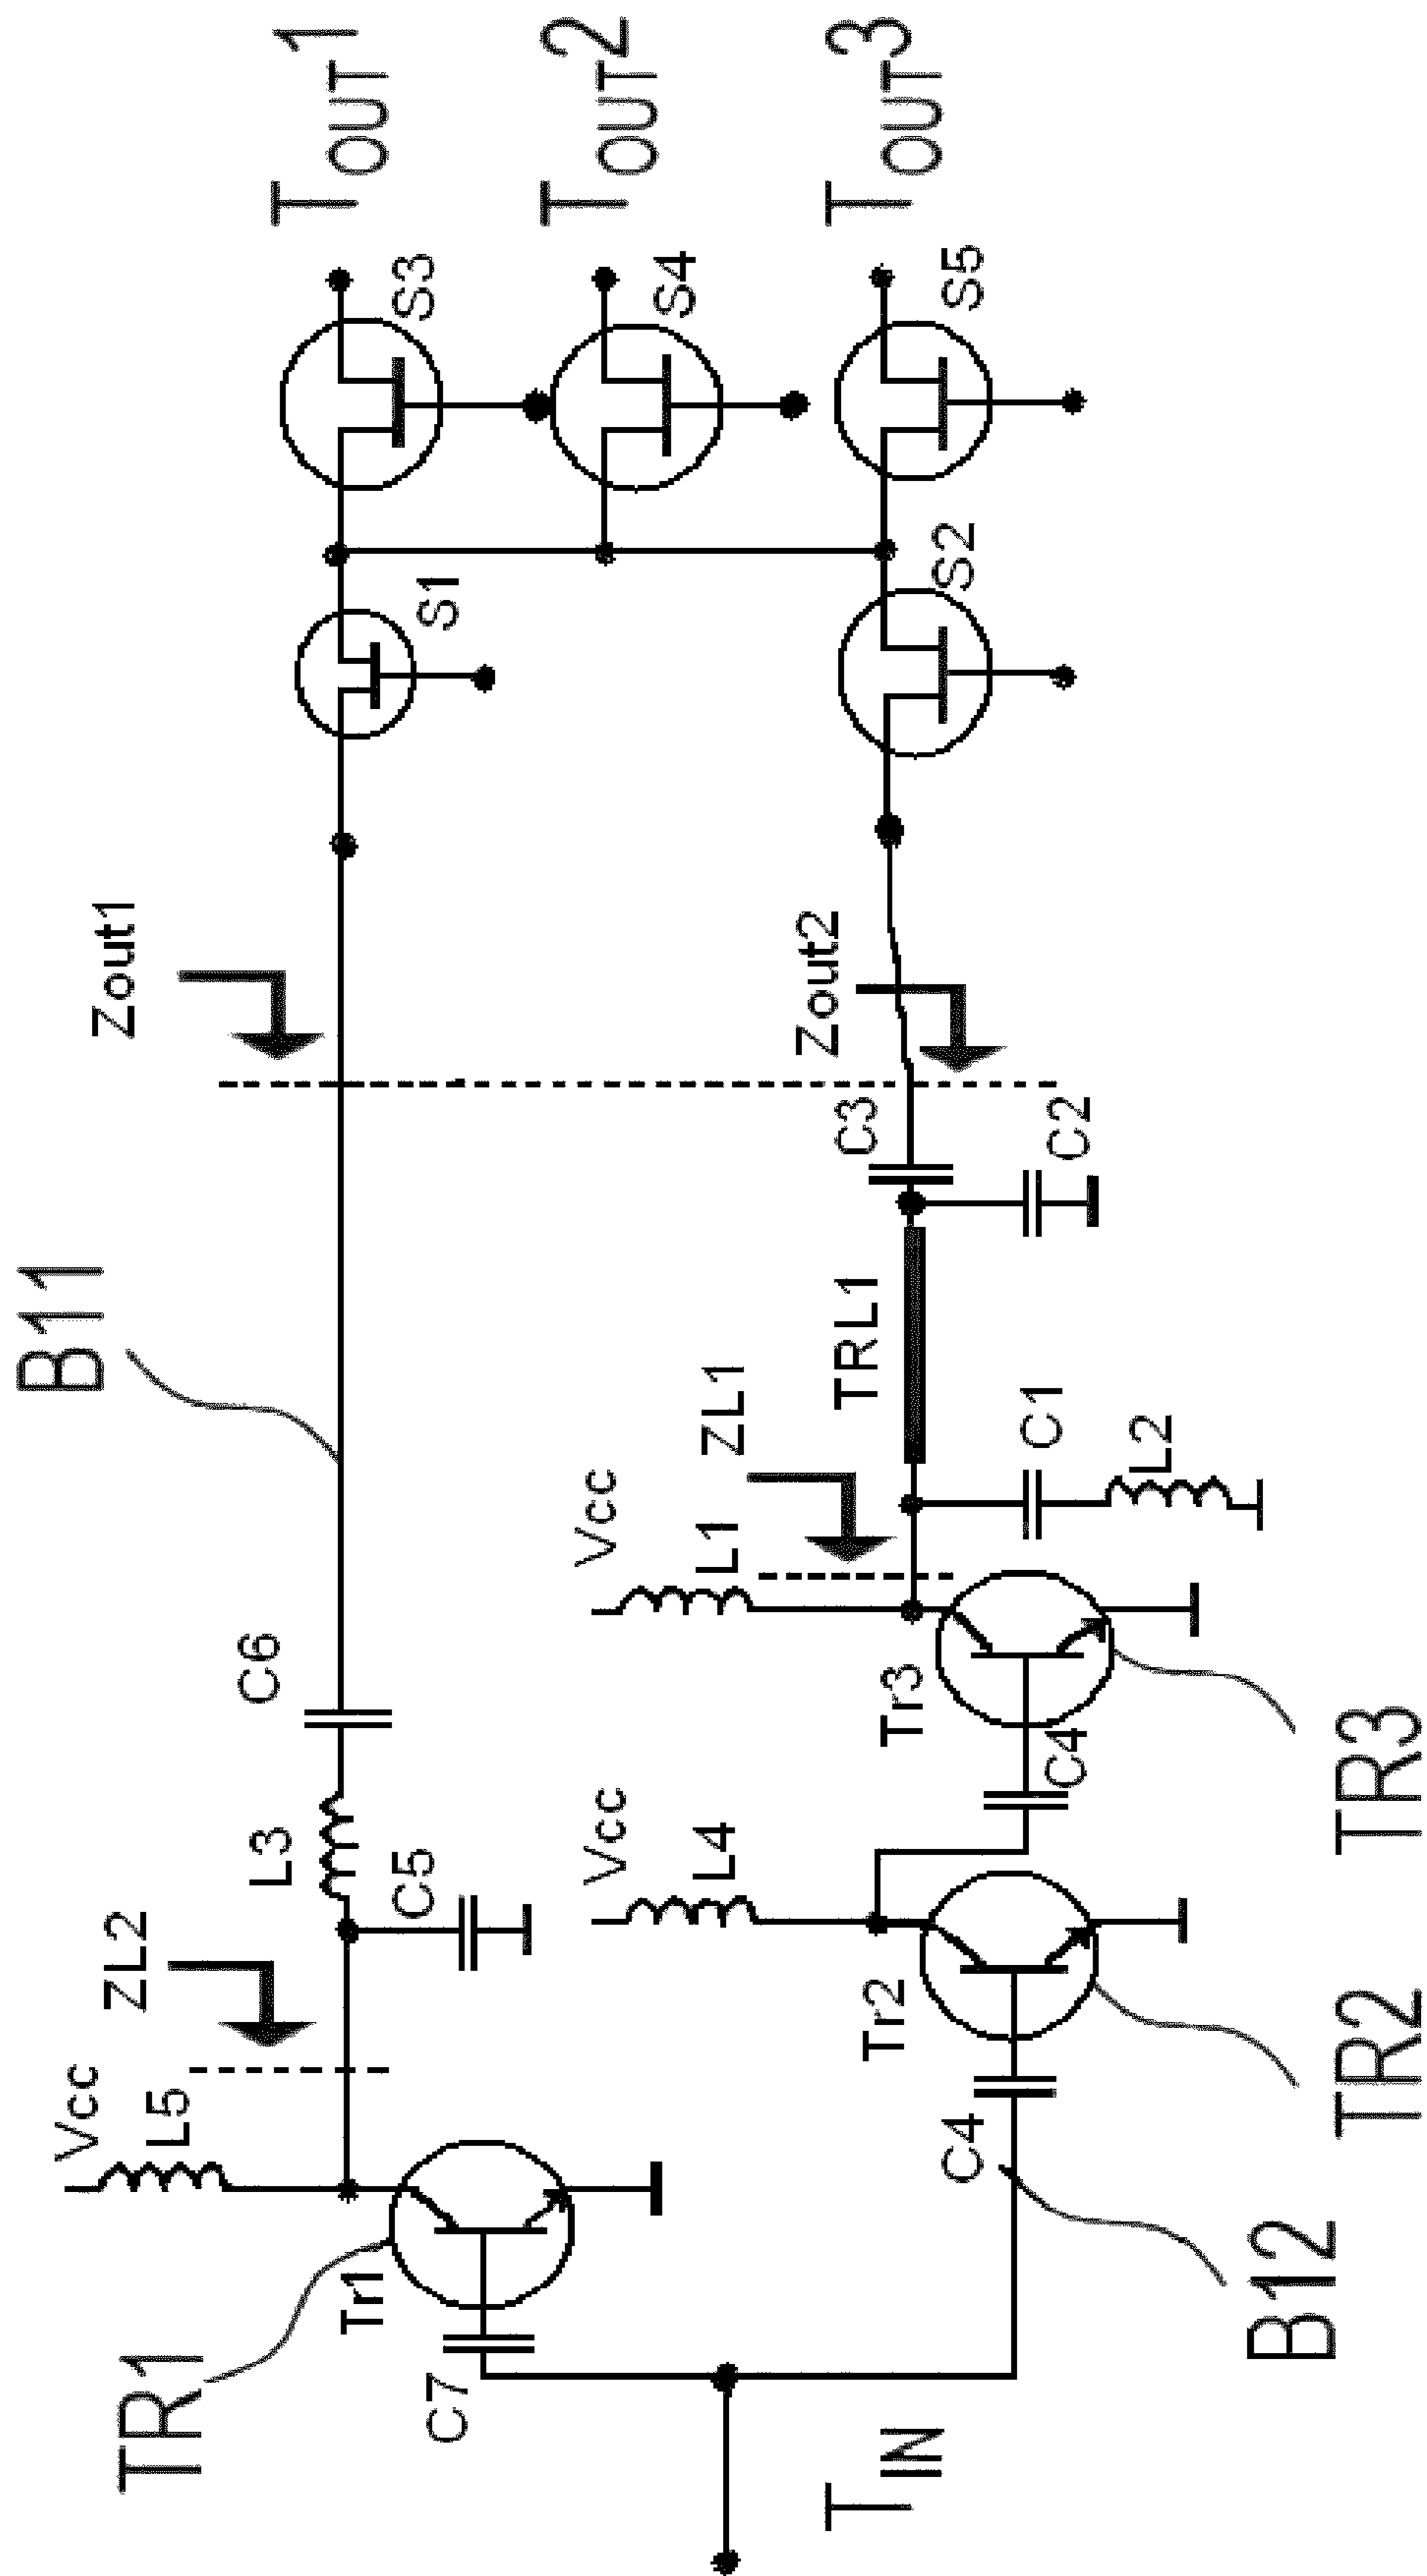 B11
Zout1
TOUT1
ZL2
Vcc
L5
L3
C6
S1
S3
TR1
Tr1
C5
TOUT2
C7
S4
Vcc
L4
Vcc
L1
ZL1
Zout2
TOUT3
TIN
Tr2
Tr3
TRL1
C3
S2
S5
C4
C4
C1
C2
L2
B12
TR2
TR3